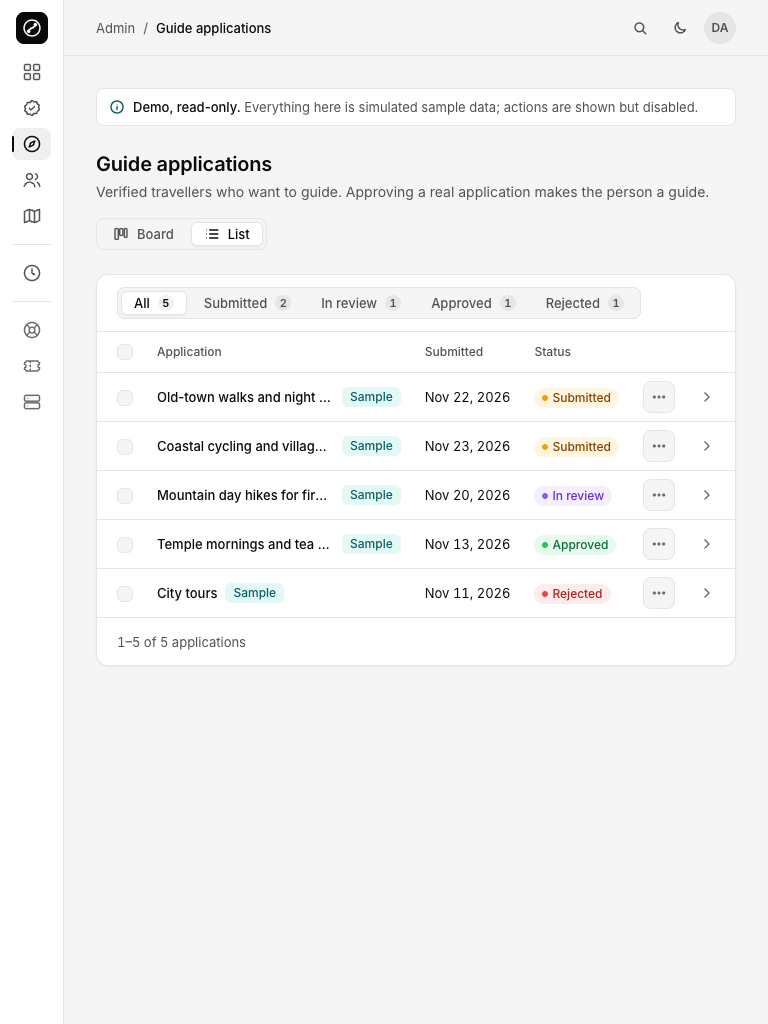 Admin / Guide applications
DA
Demo, read-only. Everything here is simulated sample data; actions are shown but disabled.
Guide applications
Verified travellers who want to guide. Approving a real application makes the person a guide.
Board List
All 5 Submitted 2 In review 1 Approved 1 Rejected 1
Application Submitted Status
Old-town walks and night ... Sample Nov 22, 2026 Submitted
Coastal cycling and villag... Sample Nov 23, 2026 Submitted
Mountain day hikes for fir... Sample Nov 20, 2026 In review
Temple mornings and tea ... Sample Nov 13, 2026 Approved
City tours Sample Nov 11, 2026 Rejected
1–5 of 5 applications